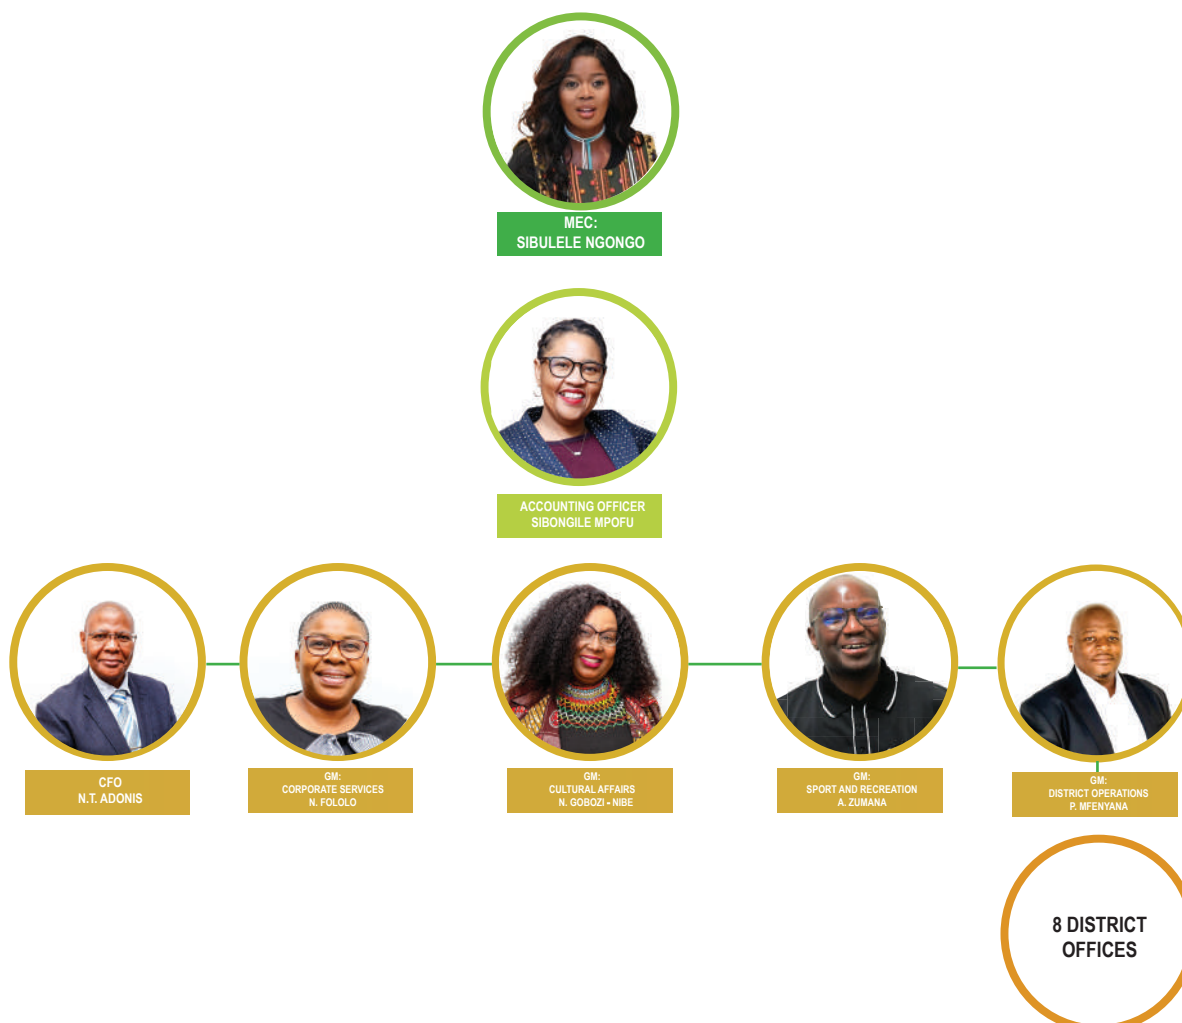 MEC:
SIBULELE NGONGO
ACCOUNTING OFFICER
SIBONGILE MPOFU
CFO
N.T. ADONIS
GM:
CORPORATE SERVICES
N. FOLOLO
GM:
CULTURAL AFFAIRS
N. GOBOZI - NIBE
GM:
SPORT AND RECREATION
A. ZUMANA
GM:
DISTRICT OPERATIONS
P. MFENYANA
8 DISTRICT
OFFICES